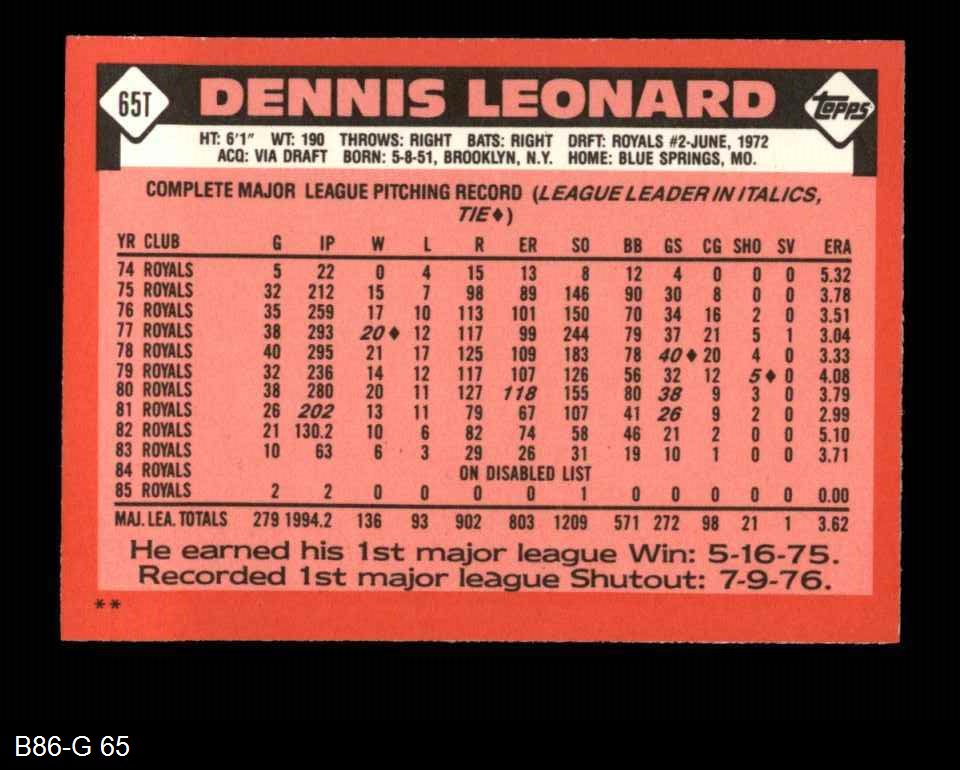 65T
DENNIS LEONARD
Topps
HT: 6'1" WT: 190 THROWS: RIGHT BATS: RIGHT DRFT: ROYALS #2-JUNE, 1972
ACQ: VIA DRAFT BORN: 5-8-51, BROOKLYN, N.Y. HOME: BLUE SPRINGS, MO.
COMPLETE MAJOR LEAGUE PITCHING RECORD (LEAGUE LEADER IN ITALICS,
TIE♦)
YR CLUB G IP W L R ER SO BB GS CG SHO SV ERA
74 ROYALS 5 22 0 4 15 13 8 12 4 0 0 0 5.32
75 ROYALS 32 212 15 7 98 89 146 90 30 8 0 0 3.78
76 ROYALS 35 259 17 10 113 101 150 70 34 16 2 0 3.51
77 ROYALS 38 293 20♦ 12 117 99 244 79 37 21 5 1 3.04
78 ROYALS 40 295 21 17 125 109 183 78 40♦ 20 4 0 3.33
79 ROYALS 32 236 14 12 117 107 126 56 32 12 5♦ 0 4.08
80 ROYALS 38 280 20 11 127 118 155 80 38 9 3 0 3.79
81 ROYALS 26 202 13 11 79 67 107 41 26 9 2 0 2.99
82 ROYALS 21 130.2 10 6 82 74 58 46 21 2 0 0 5.10
83 ROYALS 10 63 6 3 29 26 31 19 10 1 0 0 3.71
84 ROYALS ON DISABLED LIST
85 ROYALS 2 2 0 0 0 0 1 0 0 0 0 0 0.00
MAJ. LEA. TOTALS 279 1994.2 136 93 902 803 1209 571 272 98 21 1 3.62
He earned his 1st major league Win: 5-16-75.
Recorded 1st major league Shutout: 7-9-76.
**
B86-G 65